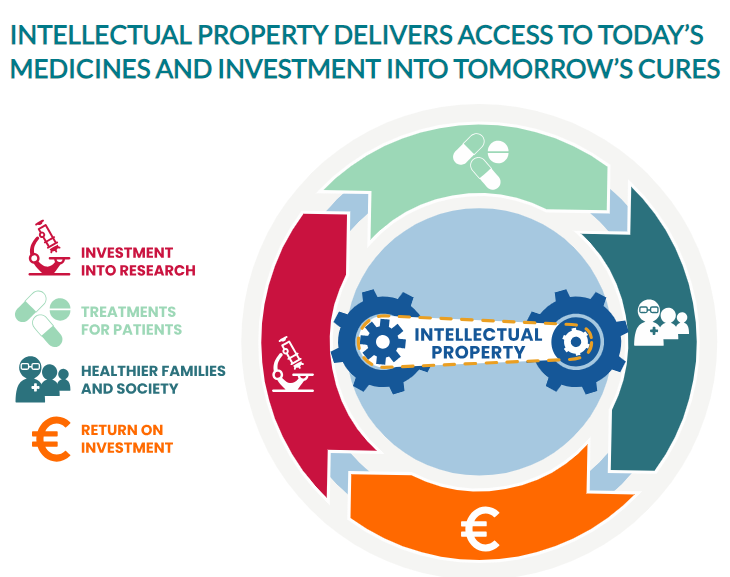 INTELLECTUAL PROPERTY DELIVERS ACCESS TO TODAY’S
MEDICINES AND INVESTMENT INTO TOMORROW’S CURES
INVESTMENT
INTO RESEARCH
TREATMENTS
FOR PATIENTS
HEALTHIER FAMILIES
AND SOCIETY
€
RETURN ON
INVESTMENT
INTELLECTUAL
PROPERTY
€